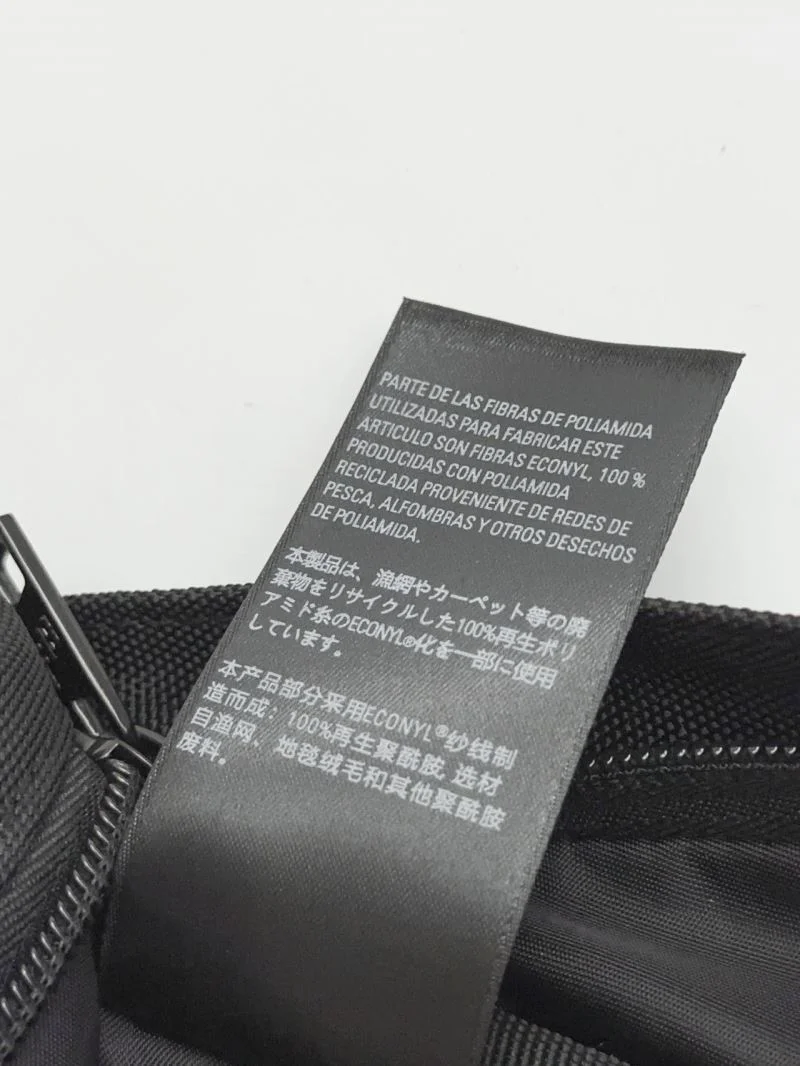 PARTE DE LAS FIBRAS DE POLIAMIDA
UTILIZADAS PARA FABRICAR ESTE
ARTICULO SON FIBRAS ECONYL, 100 %
PRODUCIDAS CON POLIAMIDA
RECICLADA PROVENIENTE DE REDES DE
PESCA, ALFOMBRAS Y OTROS DESECHOS
DE POLIAMIDA.
本製品は、漁網やカーペット等の廃
棄物をリサイクルした100%再生ポリ
アミド糸のECONYL®化を一部に使用
しています。
本产品部分采用ECONYL®纱线制
造而成：100%再生聚酰胺,选材
自渔网、地毯绒毛和其他聚酰胺
废料。